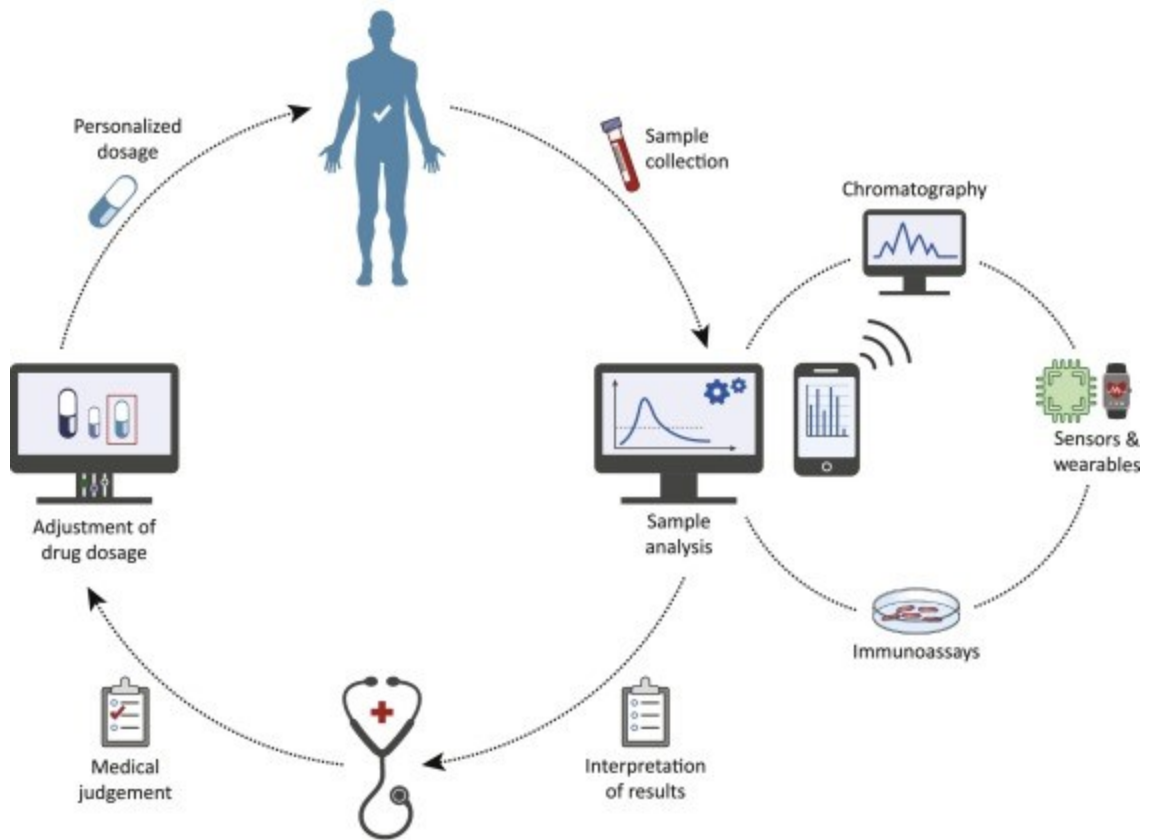 Personalized
dosage
Sample
collection
Chromatography
Sensors &
wearables
Adjustment of
drug dosage
Sample
analysis
Immunoassays
Medical
judgement
Interpretation
of results